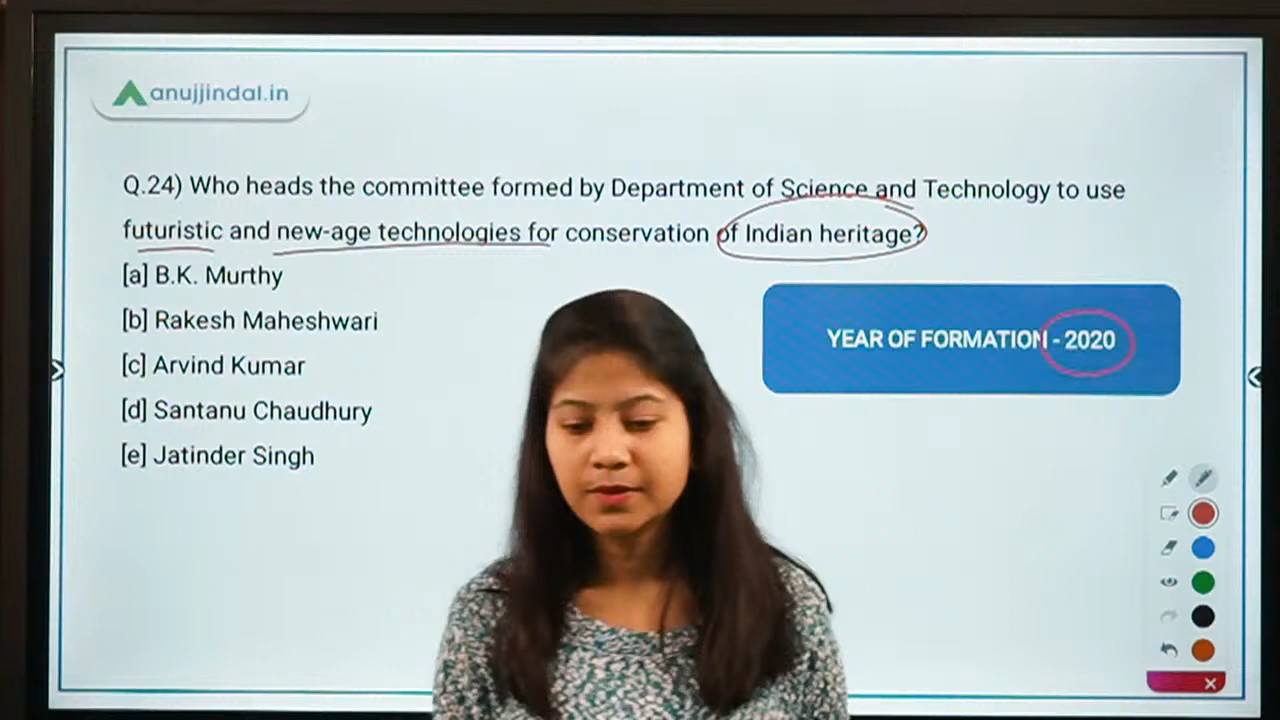 anujjindal.in
Q.24) Who heads the committee formed by Department of Science and Technology to use
futuristic and new-age technologies for conservation of Indian heritage?
[a] B.K. Murthy
[b] Rakesh Maheshwari
[c] Arvind Kumar
[d] Santanu Chaudhury
[e] Jatinder Singh
YEAR OF FORMATION - 2020